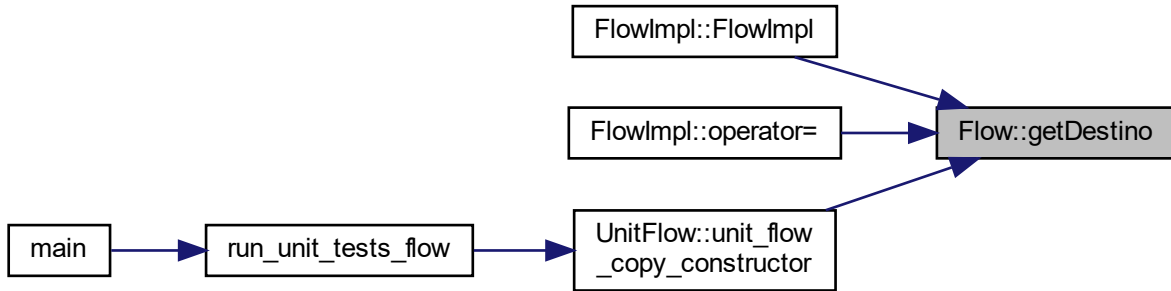 FlowImpl::FlowImpl
FlowImpl::operator=
Flow::getDestino
main
run_unit_tests_flow
UnitFlow::unit_flow
_copy_constructor